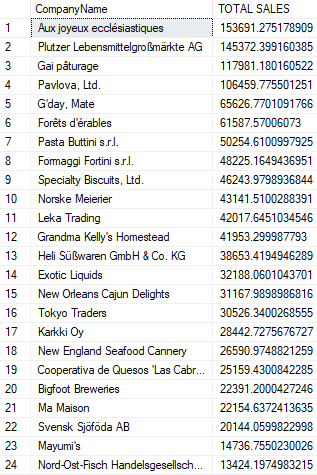 CompanyName TOTAL SALES
1 Aux joyeux ecclésiastiques 153691.275178909
2 Plutzer Lebensmittelgroßmärkte AG 145372.399160385
3 Gai pâturage 117981.180160522
4 Pavlova, Ltd. 106459.775501251
5 G'day, Mate 65626.7701091766
6 Forêts d'érables 61587.57006073
7 Pasta Buttini s.r.l. 50254.6100997925
8 Formaggi Fortini s.r.l. 48225.1649436951
9 Specialty Biscuits, Ltd. 46243.9798936844
10 Norske Meierier 43141.5100288391
11 Leka Trading 42017.6451034546
12 Grandma Kelly's Homestead 41953.299987793
13 Heli Süßwaren GmbH & Co. KG 38653.4194946289
14 Exotic Liquids 32188.0601043701
15 New Orleans Cajun Delights 31167.9898986816
16 Tokyo Traders 30526.3400268555
17 Karkki Oy 28442.7275676727
18 New England Seafood Cannery 26590.9748821259
19 Cooperativa de Quesos 'Las Cabr... 25159.4300842285
20 Bigfoot Breweries 22391.2000427246
21 Ma Maison 22154.6372413635
22 Svensk Sjöföda AB 20144.0599822998
23 Mayumi's 14736.7550230026
24 Nord-Ost-Fisch Handelsgesellsch... 13424.1974983215